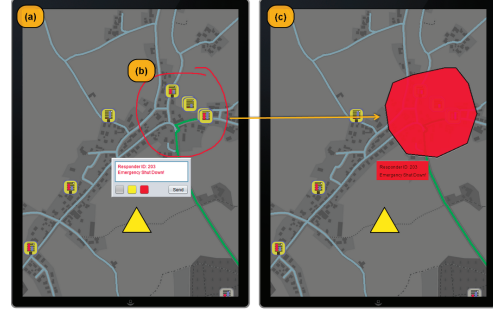 (a)
(b)
Responder ID: 203
Emergency Shut Down!
Send
(c)
Responder ID: 203
Emergency Shut Down!